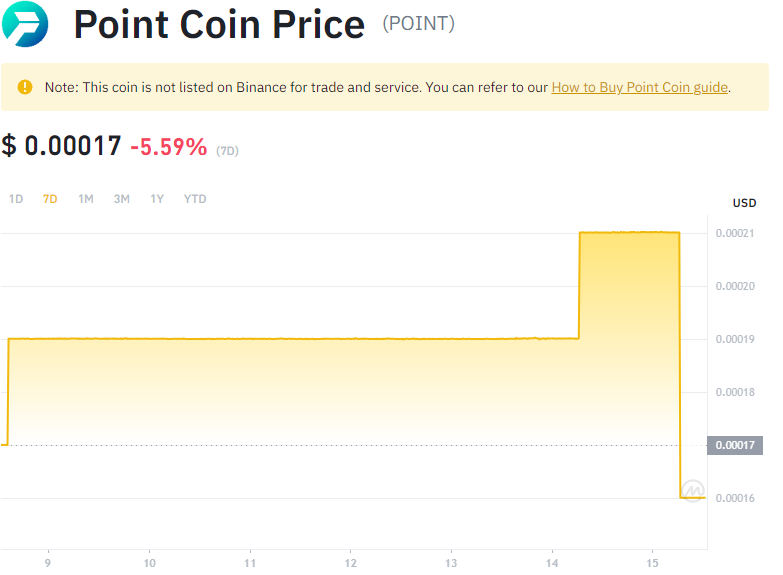 Point Coin Price (POINT)
Note: This coin is not listed on Binance for trade and service. You can refer to our How to Buy Point Coin guide.
$ 0.00017 -5.59% (7D)
1D 7D 1M 3M 1Y YTD
USD
0.00021
0.00020
0.00019
0.00018
0.00017
0.00016
9 10 11 12 13 14 15